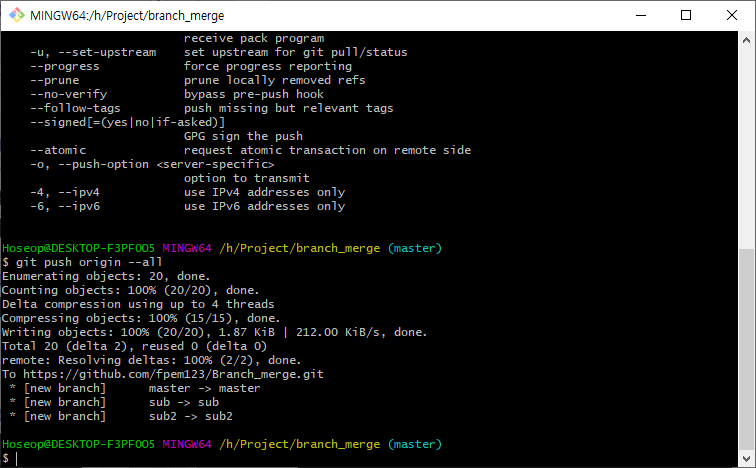 MINGW64:/h/Project/branch_merge
receive pack program
-u, --set-upstream    set upstream for git pull/status
--progress            force progress reporting
--prune               prune locally removed refs
--no-verify           bypass pre-push hook
--follow-tags         push missing but relevant tags
--signed[=(yes|no|if-asked)]
GPG sign the push
--atomic              request atomic transaction on remote side
-o, --push-option <server-specific>
option to transmit
-4, --ipv4            use IPv4 addresses only
-6, --ipv6            use IPv6 addresses only
Hoseop@DESKTOP-F3PFOO5 MINGW64 /h/Project/branch_merge (master)
$ git push origin --all
Enumerating objects: 20, done.
Counting objects: 100% (20/20), done.
Delta compression using up to 4 threads
Compressing objects: 100% (15/15), done.
Writing objects: 100% (20/20), 1.87 KiB | 212.00 KiB/s, done.
Total 20 (delta 2), reused 0 (delta 0)
remote: Resolving deltas: 100% (2/2), done.
To https://github.com/fpem123/Branch_merge.git
* [new branch]      master -> master
* [new branch]      sub -> sub
* [new branch]      sub2 -> sub2
Hoseop@DESKTOP-F3PFOO5 MINGW64 /h/Project/branch_merge (master)
$